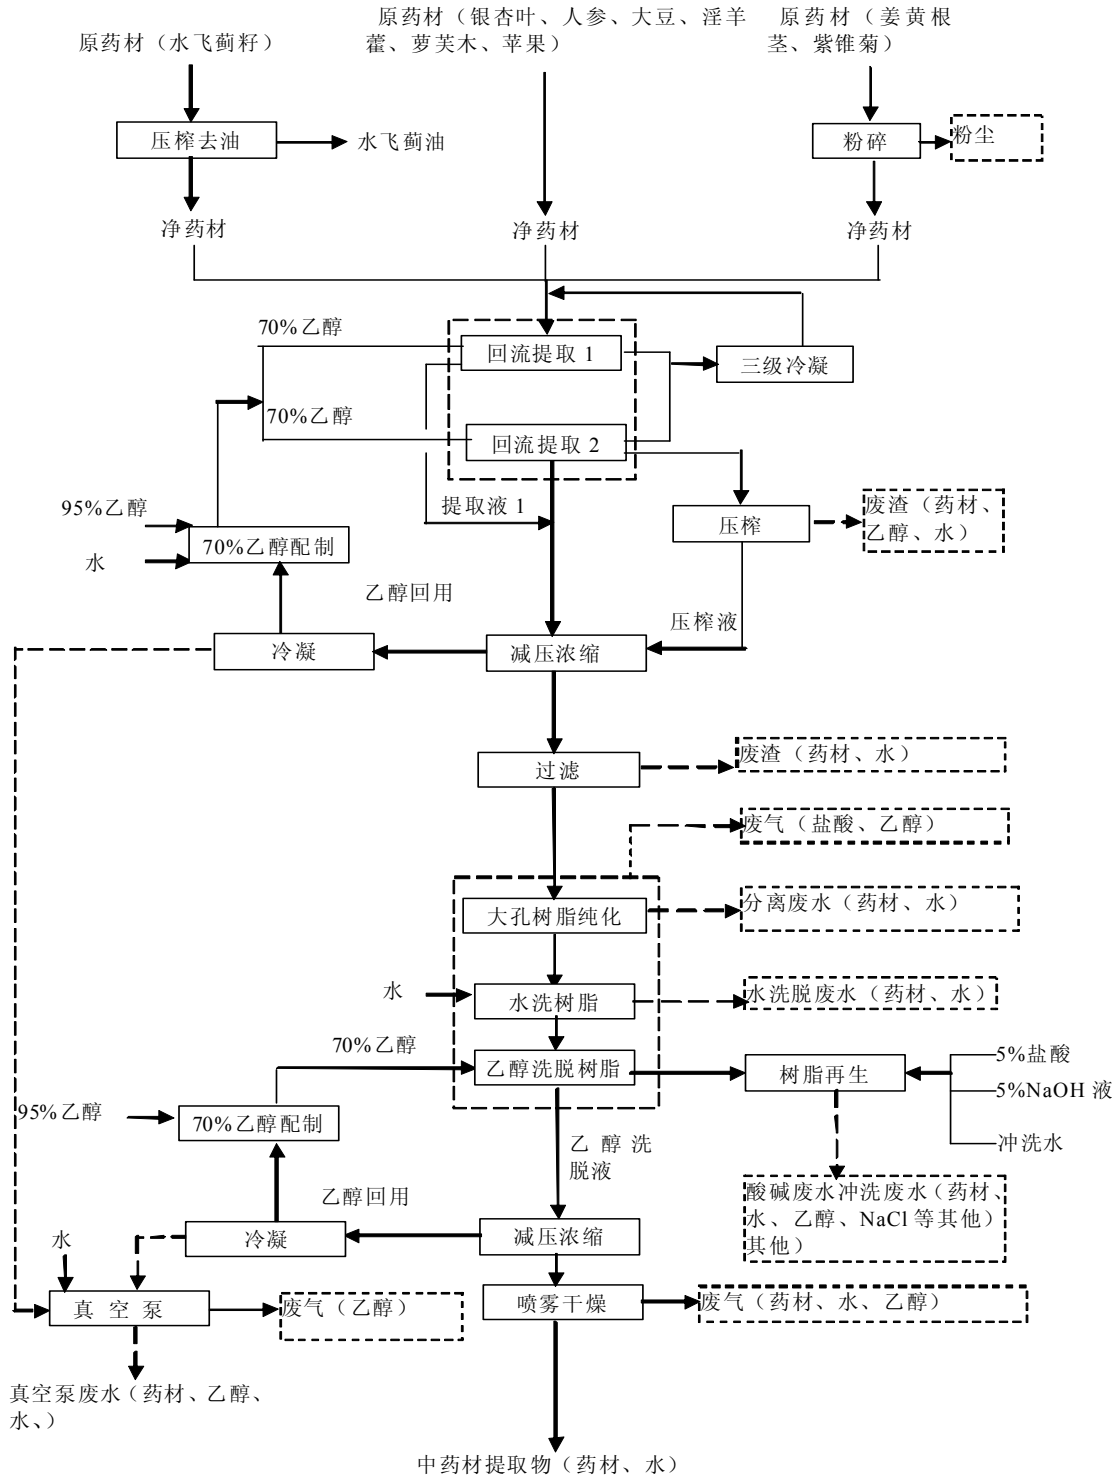 原药材（水飞蓟籽）
原药材（银杏叶、人参、大豆、淫羊
藿、萝芙木、苹果）
原药材（姜黄根
茎、紫锥菊）
压榨去油
水飞蓟油
粉碎
粉尘
净药材
净药材
净药材
70%乙醇
回流提取 1
三级冷凝
70%乙醇
回流提取 2
95%乙醇
提取液 1
压榨
废渣（药材、
乙醇、水）
70%乙醇配制
水
乙醇回用
压榨液
冷凝
减压浓缩
过滤
废渣（药材、水）
废气（盐酸、乙醇）
大孔树脂纯化
分离废水（药材、水）
水
水洗树脂
水洗脱废水（药材、水）
70%乙醇
乙醇洗脱树脂
树脂再生
5%盐酸
5%NaOH 液
冲洗水
95%乙醇
70%乙醇配制
乙 醇 洗
脱液
酸碱废水冲洗废水（药材、
水、乙醇、NaCl 等其他）
其他）
乙醇回用
水
冷凝
减压浓缩
真 空 泵
废气（乙醇）
喷雾干燥
废气（药材、水、乙醇）
真空泵废水（药材、乙醇、
水、）
中药材提取物（药材、水）